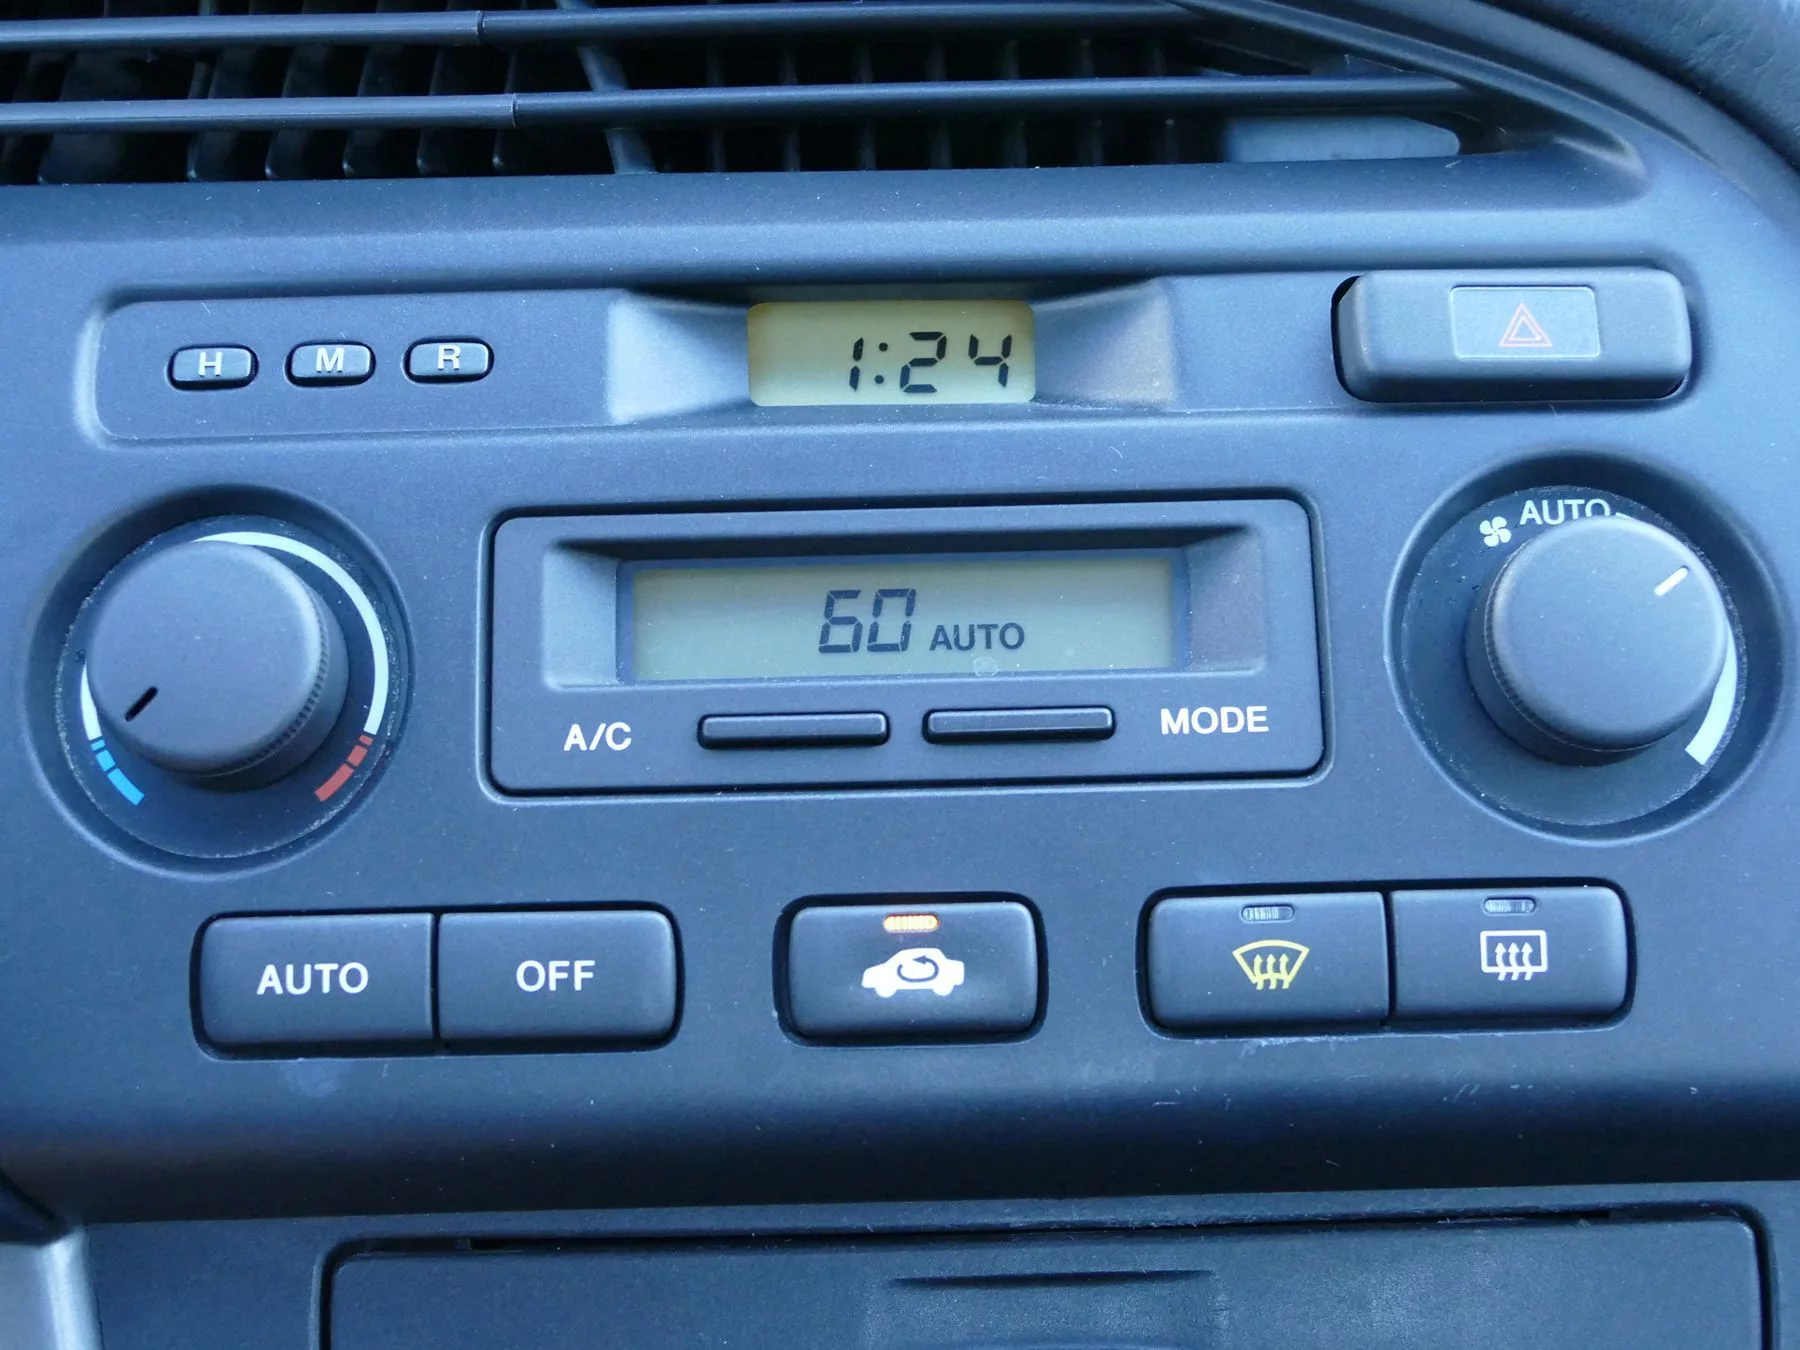 H M R
1:24
AUTO
60 AUTO
A/C MODE
AUTO OFF